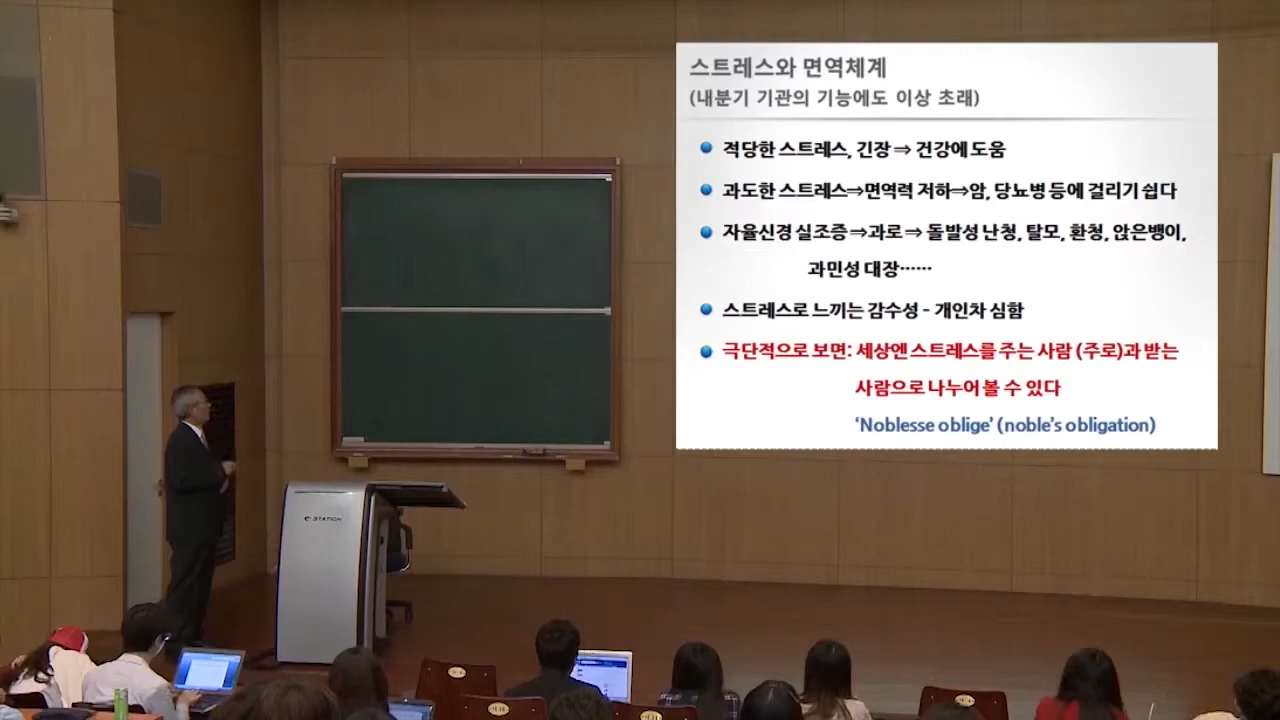 스트레스와 면역체계
(내분기 기관의 기능에도 이상 초래)
적당한 스트레스, 긴장 ⇒ 건강에 도움
과도한 스트레스⇒면역력 저하⇒암, 당뇨병 등에 걸리기 쉽다
자율신경 실조증 ⇒과로 ⇒ 돌발성 난청, 탈모, 환청, 앉은뱅이,
과민성 대장⋯⋯
스트레스로 느끼는 감수성 - 개인차 심함
극단적으로 보면: 세상엔 스트레스를 주는 사람 (주로)과 받는
사람으로 나누어 볼 수 있다
‘Noblesse oblige’ (noble’s obligation)
e-STATION